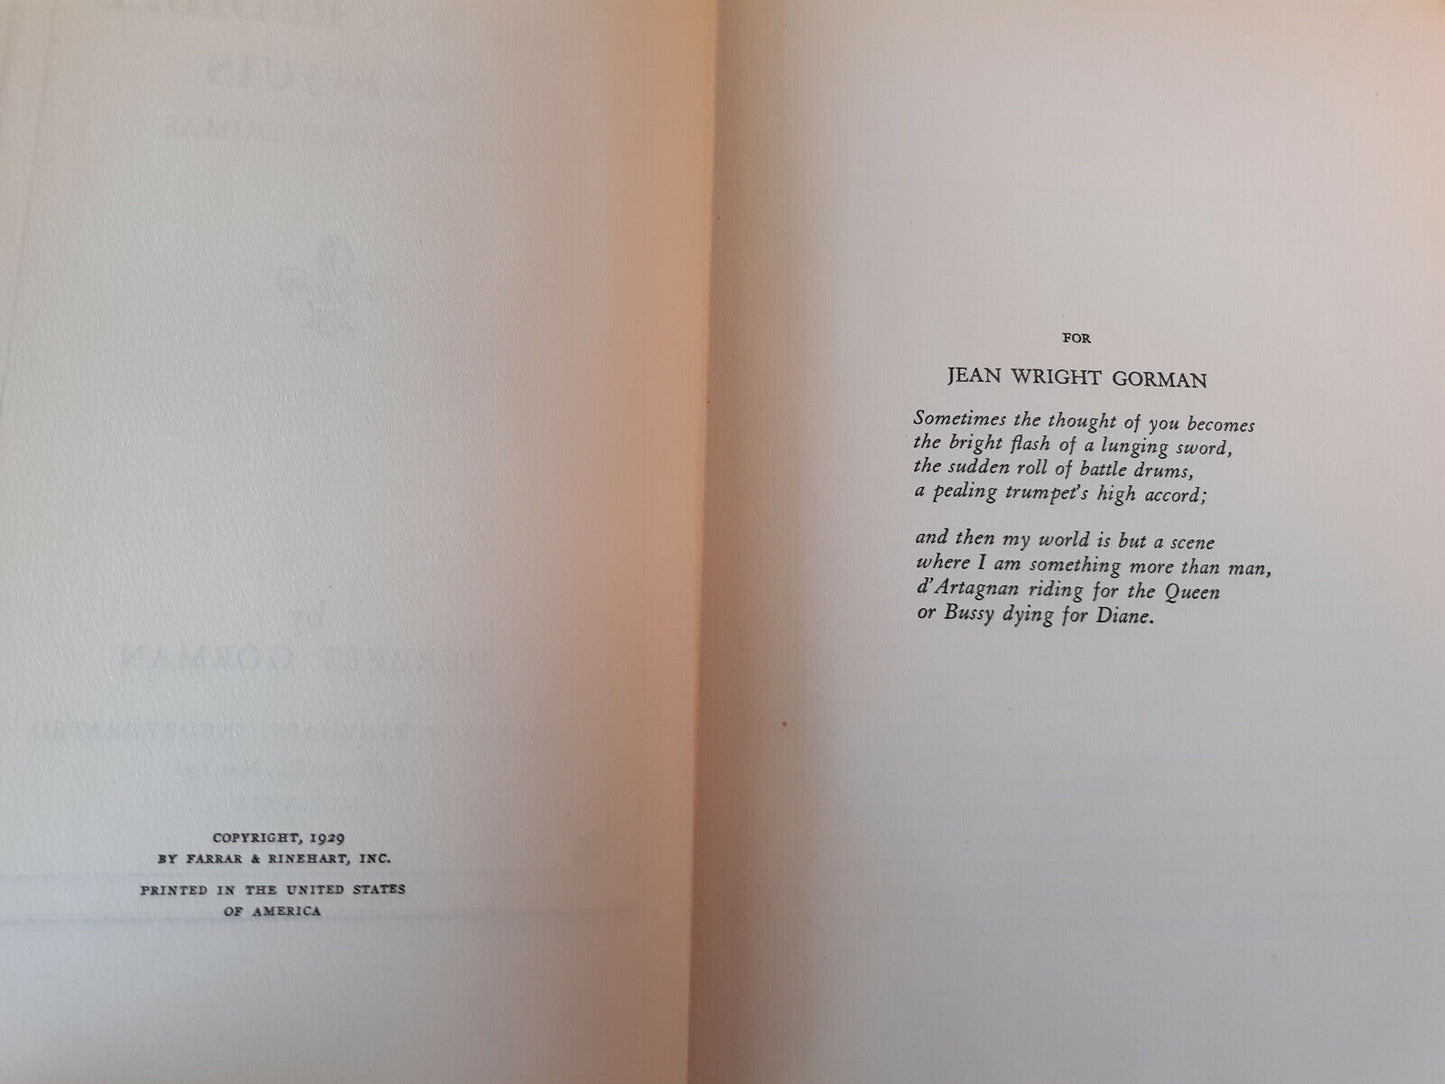 COPYRIGHT, 1929
BY FARRAR & RINEHART, INC.
PRINTED IN THE UNITED STATES
OF AMERICA
FOR
JEAN WRIGHT GORMAN
Sometimes the thought of you becomes
the bright flash of a lunging sword,
the sudden roll of battle drums,
a pealing trumpet's high accord;
and then my world is but a scene
where I am something more than man,
d'Artagnan riding for the Queen
or Bussy dying for Diane.